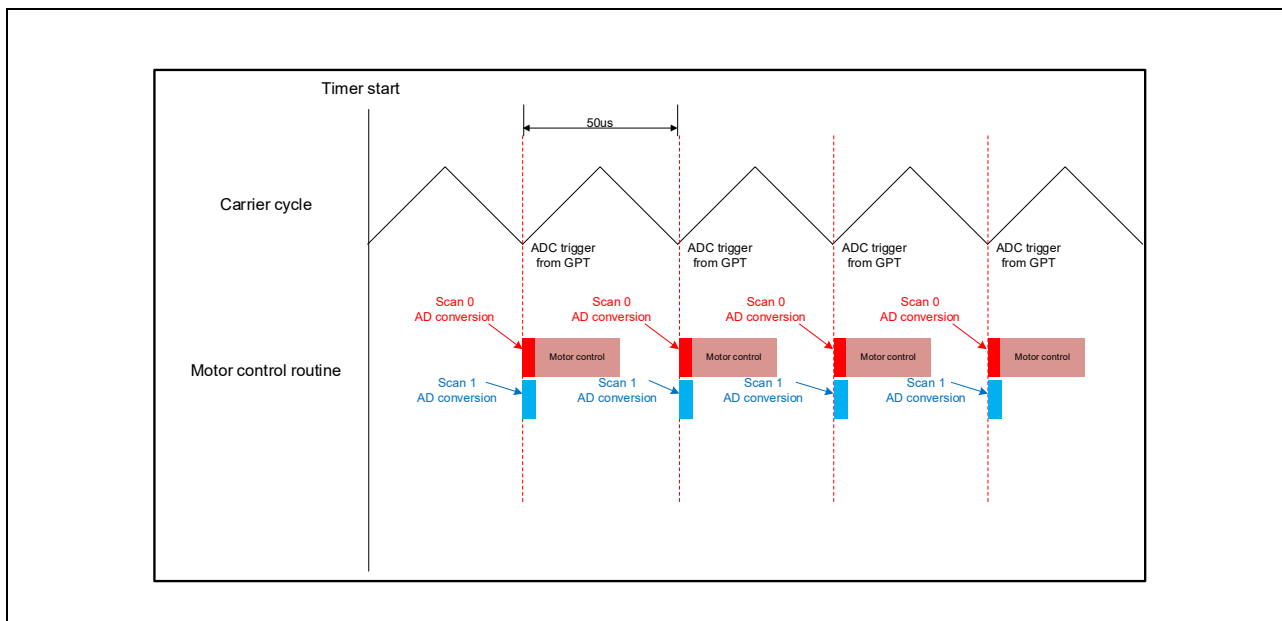 Timer start
50us
Carrier cycle
ADC trigger
from GPT
ADC trigger
from GPT
ADC trigger
from GPT
ADC trigger
from GPT
Scan 0
AD conversion
Scan 0
AD conversion
Scan 0
AD conversion
Scan 0
AD conversion
Motor control routine
Motor control
Motor control
Motor control
Motor control
Scan 1
AD conversion
Scan 1
AD conversion
Scan 1
AD conversion
Scan 1
AD conversion